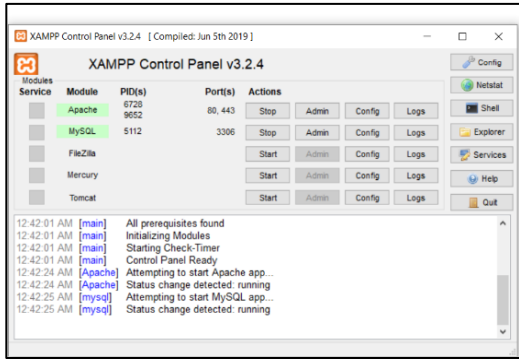 XAMPP Control Panel v3.2.4 [ Compiled: Jun 5th 2019 ]
XAMPP Control Panel v3.2.4
Config
Modules
Service Module PID(s) Port(s) Actions
Netstat
Apache 6728 9652 80, 443 Stop Admin Config Logs
Shell
MySQL 5112 3306 Stop Admin Config Logs
Explorer
FileZilla Start Admin Config Logs
Services
Mercury Start Admin Config Logs
Help
Tomcat Start Admin Config Logs
Quit
12:42:01 AM [main] All prerequisites found
12:42:01 AM [main] Initializing Modules
12:42:01 AM [main] Starting Check-Timer
12:42:01 AM [main] Control Panel Ready
12:42:24 AM [Apache] Attempting to start Apache app...
12:42:24 AM [Apache] Status change detected: running
12:42:25 AM [mysql] Attempting to start MySQL app...
12:42:25 AM [mysql] Status change detected: running